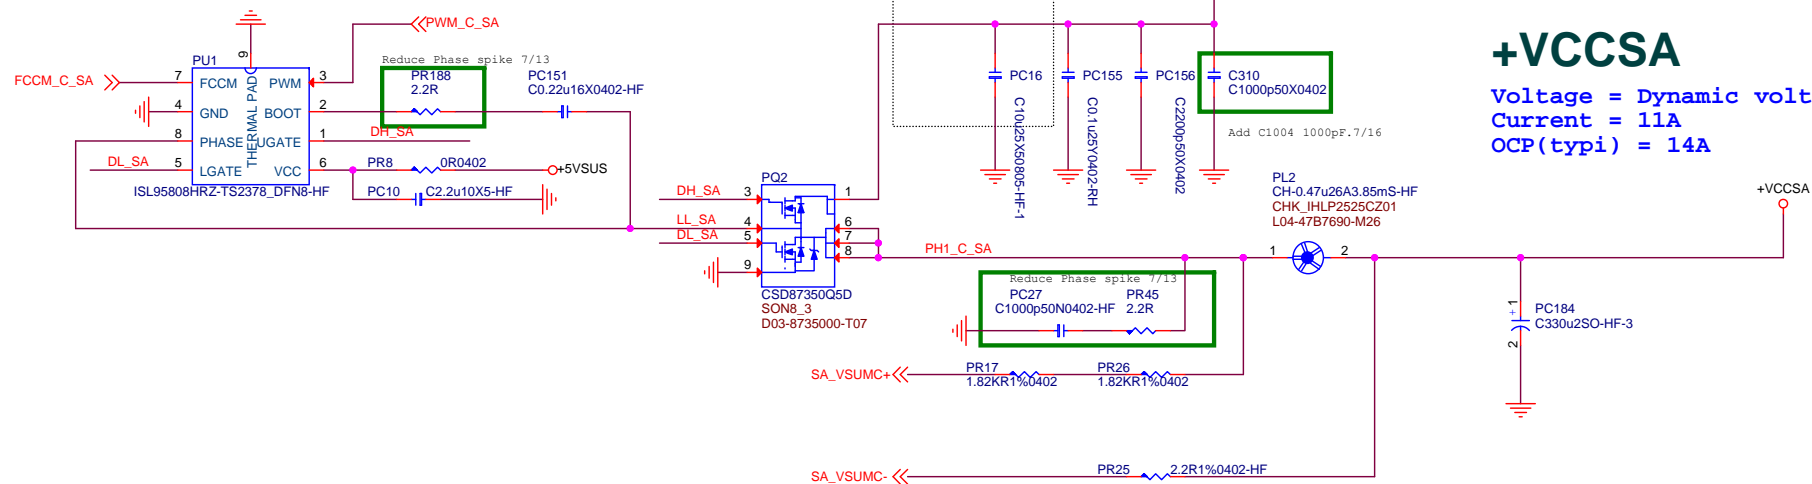 PWM_C_SA
+VCCSA
Voltage = Dynamic volt
Current = 11A
OCP(typi) = 14A
Reduce Phase spike 7/13
PU1
9
FCCM_C_SA
7
FCCM
PWM
3
PR188
2.2R
PC151
C0.22u16X0402-HF
4
GND
BOOT
2
THERMAL PAD
8
PHASE
UGATE
1
DH_SA
DL_SA
5
LGATE
VCC
6
PR8
0R0402
+5VSUS
ISL95808HRZ-TS2378_DFN8-HF
PC10
C2.2u10X5-HF
PC16
C10u25X50805-HF-1
PC155
C0.1u25Y0402-RH
PC156
C2200p50X0402
C310
C1000p50X0402
Add C1004 1000pF.7/16
PQ2
DH_SA
3
1
LL_SA
4
6
DL_SA
5
7
8
9
CSD87350Q5D
SON8_3
D03-8735000-T07
PH1_C_SA
PL2
CH-0.47u26A3.85mS-HF
CHK_IHLP2525CZ01
L04-47B7690-M26
1
2
+VCCSA
Reduce Phase spike 7/13
PC27
C1000p50N0402-HF
PR45
2.2R
1
+
2
PC184
C330u2SO-HF-3
SA_VSUMC+
PR17
1.82KR1%0402
PR26
1.82KR1%0402
SA_VSUMC-
PR25
2.2R1%0402-HF